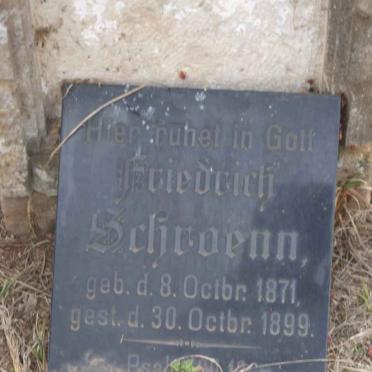 Hier ruhet in Gott
Friedrich
Schroenn,
geb. d. 8. Octbr. 1871,
gest. d. 30. Octbr. 1899.